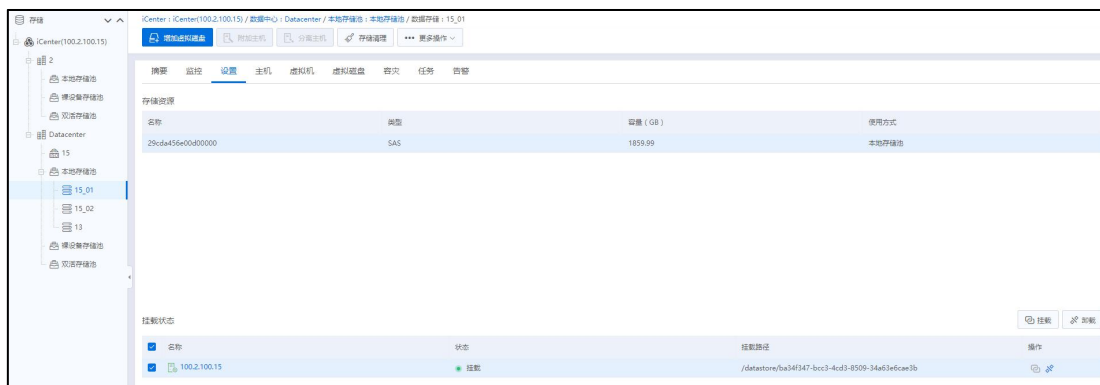 存储
iCenter : iCenter(100.2.100.15) / 数据中心 : Datacenter / 本地存储池 : 本地存储池 / 数据存储 : 15_01
iCenter(100.2.100.15)
增加虚拟磁盘 附加主机 分离主机 存储清理 更多操作
2
本地存储池
裸设备存储池
双活存储池
Datacenter
15
本地存储池
15_01
15_02
13
裸设备存储池
双活存储池
摘要 监控 设置 主机 虚拟机 虚拟磁盘 容灾 任务 告警
存储资源
名称 类型 容量 ( GB ) 使用方式
29cda456e00d00000 SAS 1859.99 本地存储池
挂载状态
挂载 卸载
名称 状态 挂载路径 操作
100.2.100.15 挂载 /datastore/ba34f347-bcc3-4cd3-8509-34a63e6cae3b